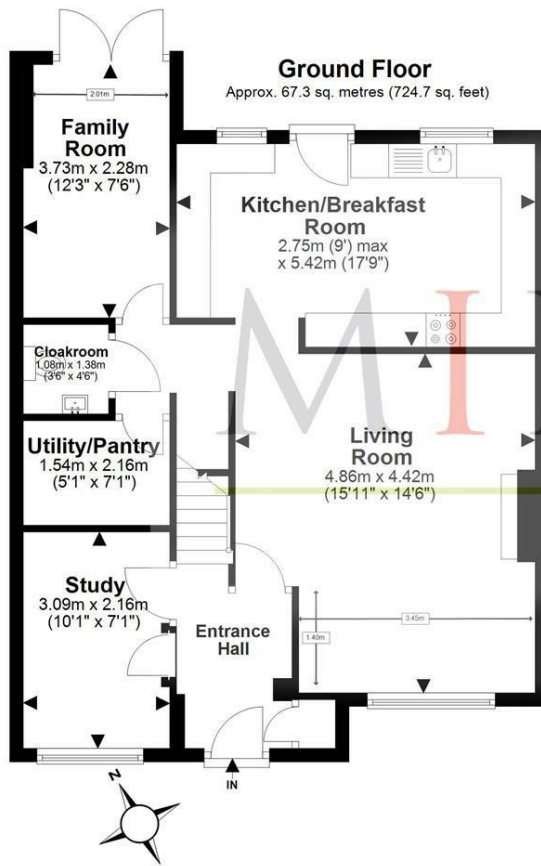 Ground Floor
Approx. 67.3 sq. metres (724.7 sq. feet)
2.01m
Family
Room
3.73m x 2.28m
(12'3" x 7'6")
Kitchen/Breakfast
Room
2.75m (9') max
x 5.42m (17'9")
MI
Cloakroom
1.08m x 1.38m
(3'6" x 4'6")
Utility/Pantry
1.54m x 2.16m
(5'1" x 7'1")
Living
Room
4.86m x 4.42m
(15'11" x 14'6")
Study
3.09m x 2.16m
(10'1" x 7'1")
Entrance
Hall
1.40m
3.45m
IN
N